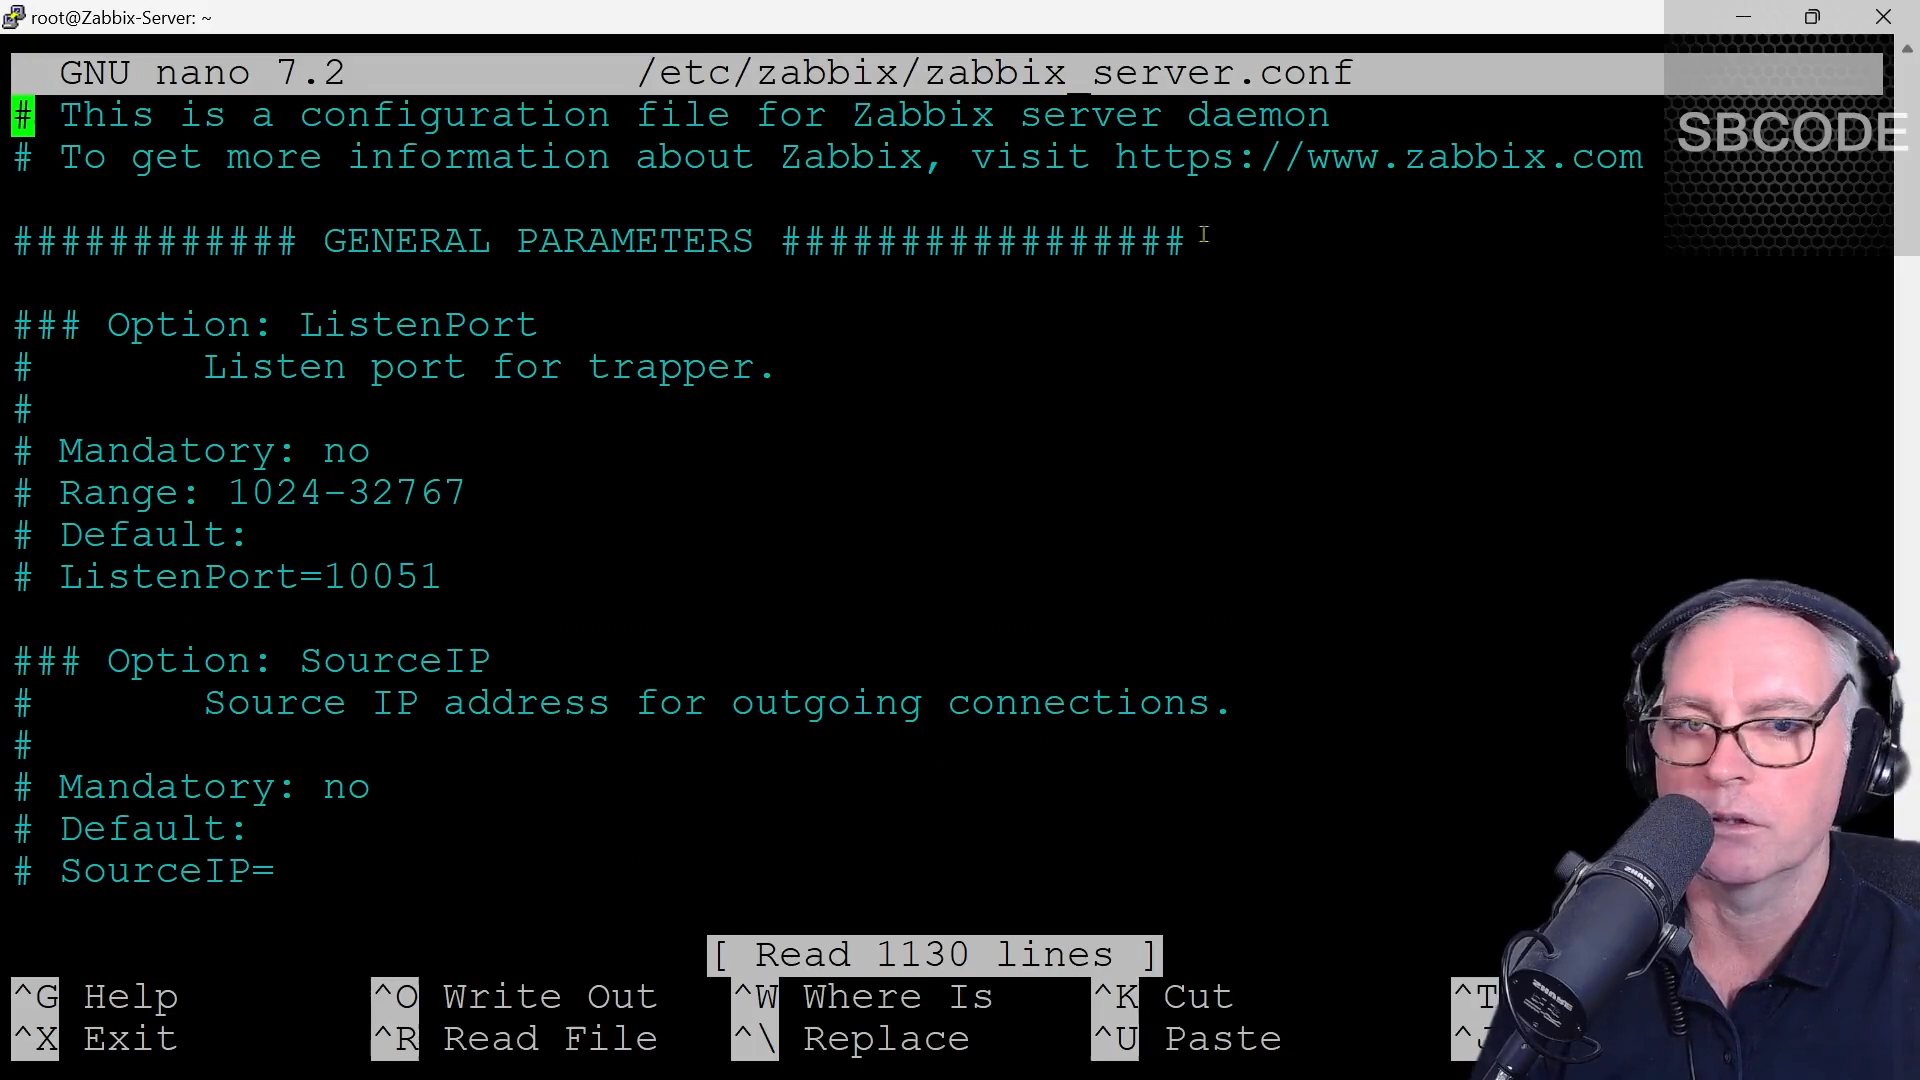 root@Zabbix-Server: ~
GNU nano 7.2 /etc/zabbix/zabbix_server.conf
# This is a configuration file for Zabbix server daemon
# To get more information about Zabbix, visit https://www.zabbix.com
SBCODE
############ GENERAL PARAMETERS #################
### Option: ListenPort
# Listen port for trapper.
#
# Mandatory: no
# Range: 1024-32767
# Default:
# ListenPort=10051
### Option: SourceIP
# Source IP address for outgoing connections.
#
# Mandatory: no
# Default:
# SourceIP=
[ Read 1130 lines ]
^G Help ^O Write Out ^W Where Is ^K Cut ^T
^X Exit ^R Read File ^\ Replace ^U Paste ^J